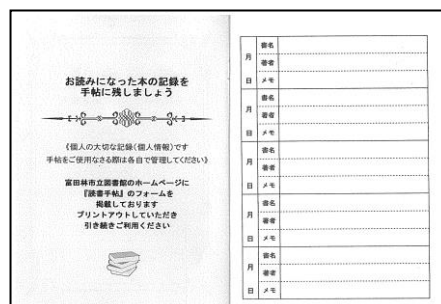 お読みになった本の記録を
手帖に残しましょう
《個人の大切な記録(個人情報)です
手帖をご使用なさる際は各自で管理してください》
富田林市立図書館のホームページに
『読書手帖』のフォームを
掲載しております
プリントアウトしていただき
引き続きご利用ください
書名
月 著者
日 メモ
書名
月 著者
日 メモ
書名
月 著者
日 メモ
書名
月 著者
日 メモ
書名
月 著者
日 メモ